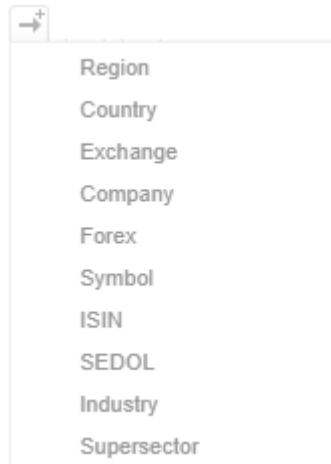 Region
Country
Exchange
Company
Forex
Symbol
ISIN
SEDOL
Industry
Supersector